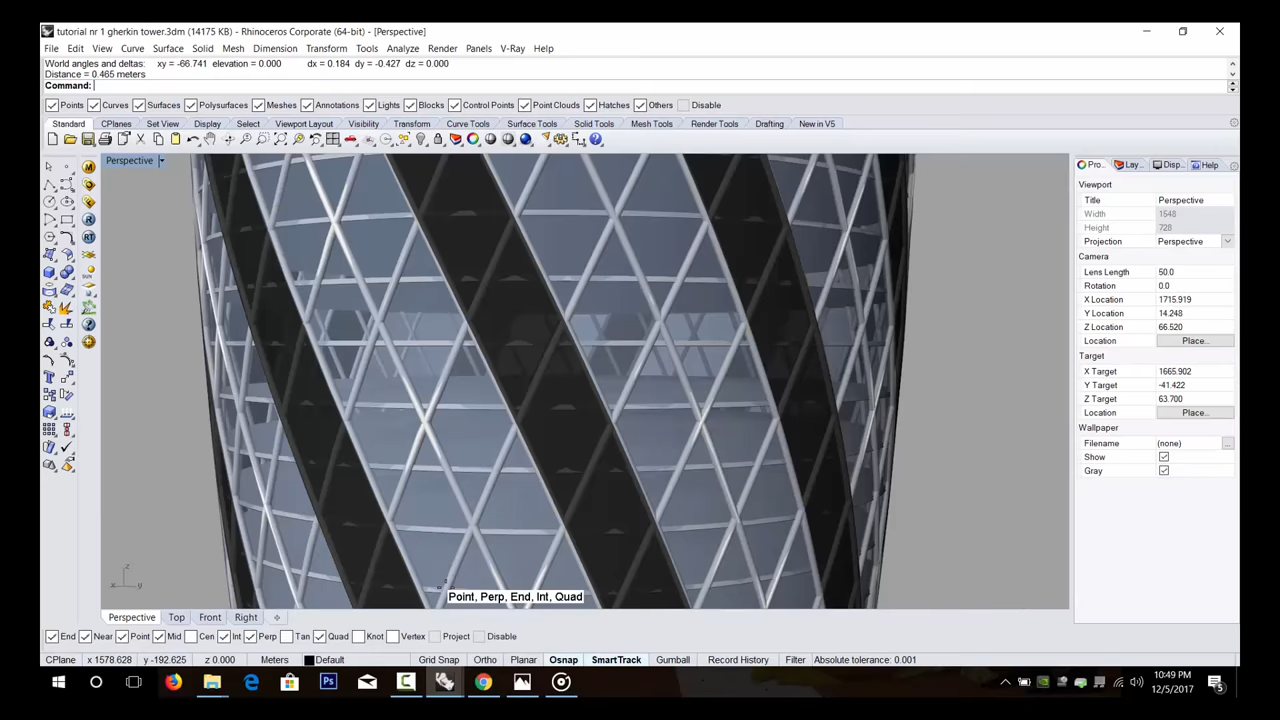 tutorial nr 1 gherkin tower.3dm (14175 KB) - Rhinoceros Corporate (64-bit) - [Perspective]
File Edit View Curve Surface Solid Mesh Dimension Transform Tools Analyze Render Panels V-Ray Help
World angles and deltas: xy = -66.741 elevation = 0.000 dx = 0.184 dy = -0.427 dz = 0.000
Distance = 0.465 meters
Command:
Points Curves Surfaces Polysurfaces Meshes Annotations Lights Blocks Control Points Point Clouds Hatches Others Disable
Standard CPlanes Set View Display Select Viewport Layout Visibility Transform Curve Tools Surface Tools Solid Tools Mesh Tools Render Tools Drafting New in V5
Perspective
M
R
RT
SUN
z
x y
Point, Perp, End, Int, Quad
Pro... Lay... Disp... Help
Viewport
Title Perspective
Width 1548
Height 728
Projection Perspective
Camera
Lens Length 50.0
Rotation 0.0
X Location 1715.919
Y Location 14.248
Z Location 66.520
Location Place...
Target
X Target 1665.902
Y Target -41.422
Z Target 63.700
Location Place...
Wallpaper
Filename (none) ...
Show
Gray
Perspective Top Front Right
End Near Point Mid Cen Int Perp Tan Quad Knot Vertex Project Disable
CPlane x 1578.628 y -192.625 z 0.000 Meters Default Grid Snap Ortho Planar Osnap SmartTrack Gumball Record History Filter Absolute tolerance: 0.001
Ps
10:49 PM
12/5/2017
5